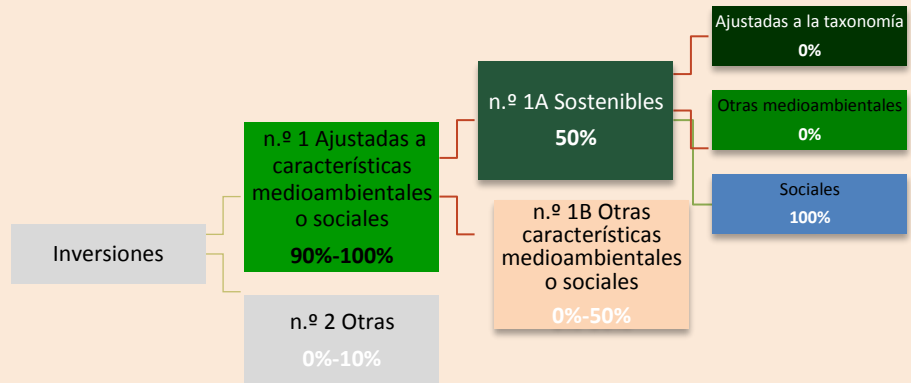 Inversiones
n.º 1 Ajustadas a
características
medioambientales
o sociales
90%-100%
n.º 2 Otras
0%-10%
n.º 1A Sostenibles
50%
n.º 1B Otras
características
medioambientales
o sociales
0%-50%
Ajustadas a la taxonomía
0%
Otras medioambientales
0%
Sociales
100%